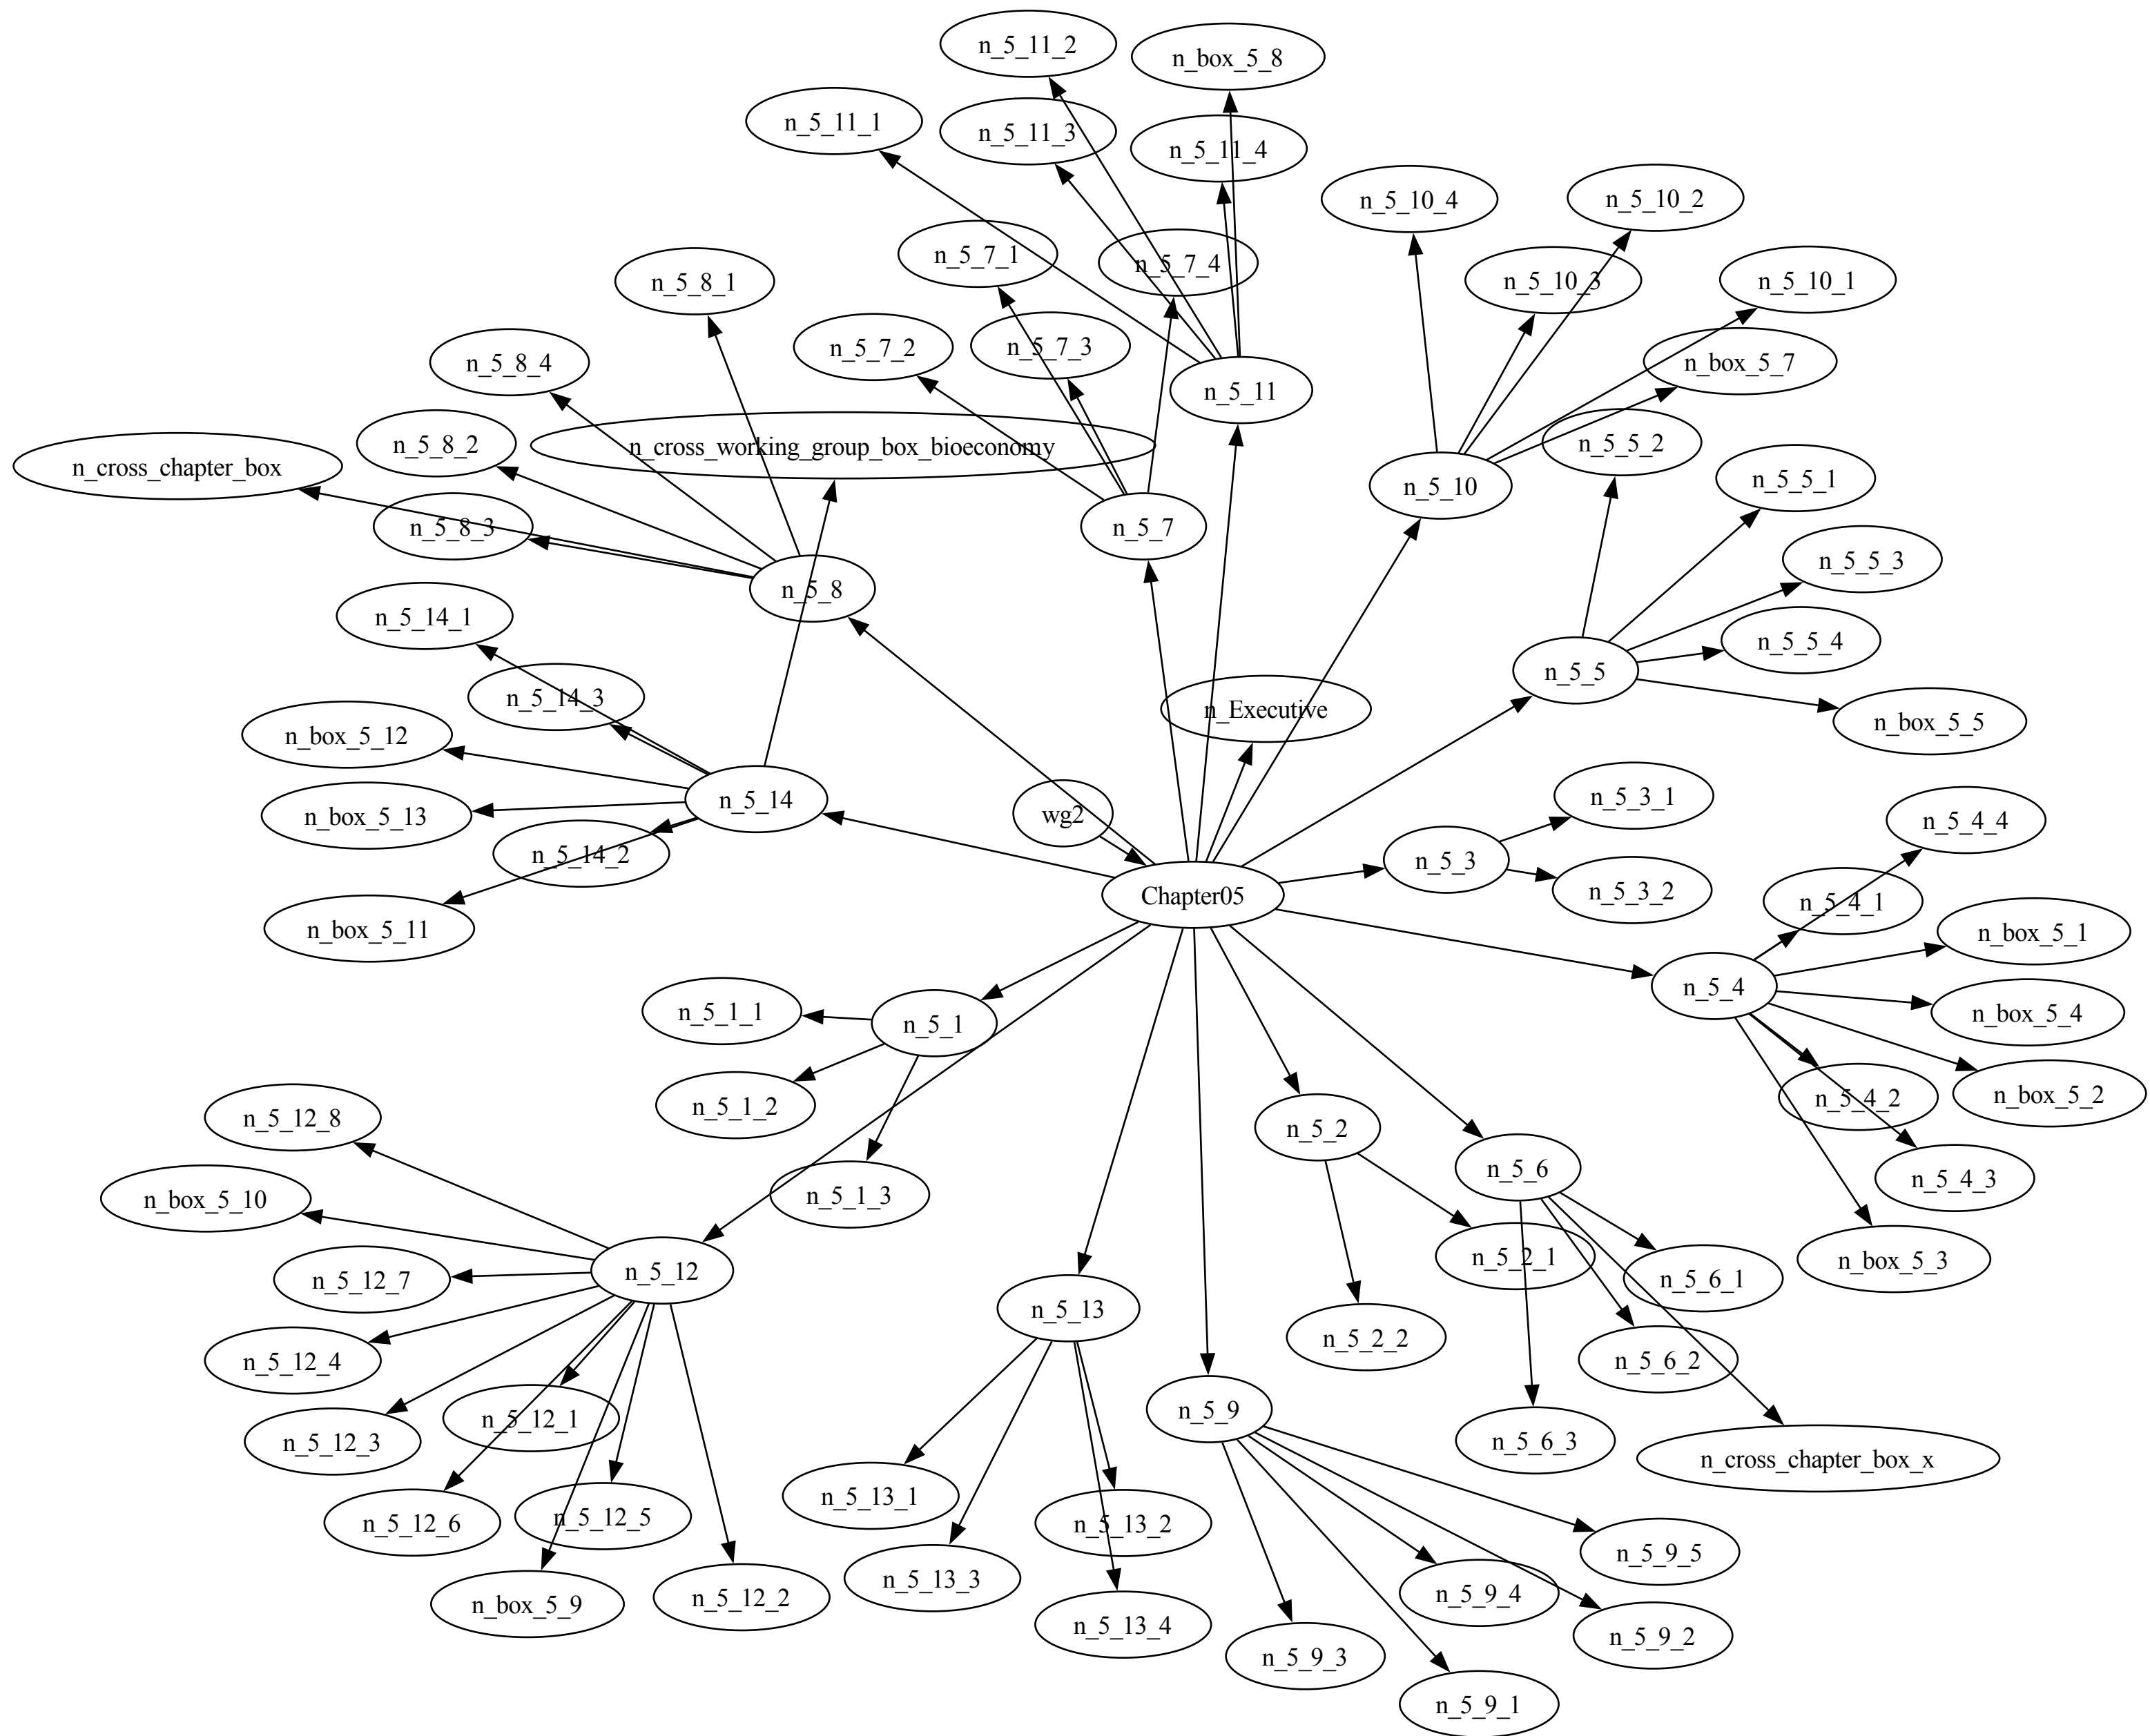 n_5_11_2
n_box_5_8
n_5_11_1
n_5_11_3
n_5_11_4
n_5_10_4
n_5_10_2
n_5_7_1
n_5_7_4
n_5_8_1
n_5_10_3
n_5_10_1
n_5_7_2
n_5_7_3
n_5_8_4
n_box_5_7
n_5_11
n_5_8_2
n_cross_working_group_box_bioeconomy
n_5_5_2
n_cross_chapter_box
n_5_10
n_5_5_1
n_5_8_3
n_5_7
n_5_5_3
n_5_8
n_5_14_1
n_5_5_4
n_5_5
n_5_14_3
n_Executive
n_box_5_12
n_box_5_5
n_5_14
n_5_3_1
n_box_5_13
wg2
n_5_4_4
n_5_14_2
n_5_3
n_5_3_2
Chapter05
n_5_4_1
n_box_5_11
n_box_5_1
n_5_4
n_5_1_1
n_5_1
n_box_5_4
n_5_1_2
n_5_4_2
n_box_5_2
n_5_12_8
n_5_2
n_5_6
n_5_4_3
n_box_5_10
n_5_1_3
n_5_12
n_5_2_1
n_box_5_3
n_5_12_7
n_5_6_1
n_5_13
n_5_2_2
n_5_12_4
n_5_6_2
n_5_9
n_5_12_1
n_5_12_3
n_5_6_3
n_cross_chapter_box_x
n_5_13_1
n_5_12_6
n_5_12_5
n_5_13_2
n_5_9_5
n_5_13_3
n_5_9_4
n_box_5_9
n_5_12_2
n_5_13_4
n_5_9_2
n_5_9_3
n_5_9_1